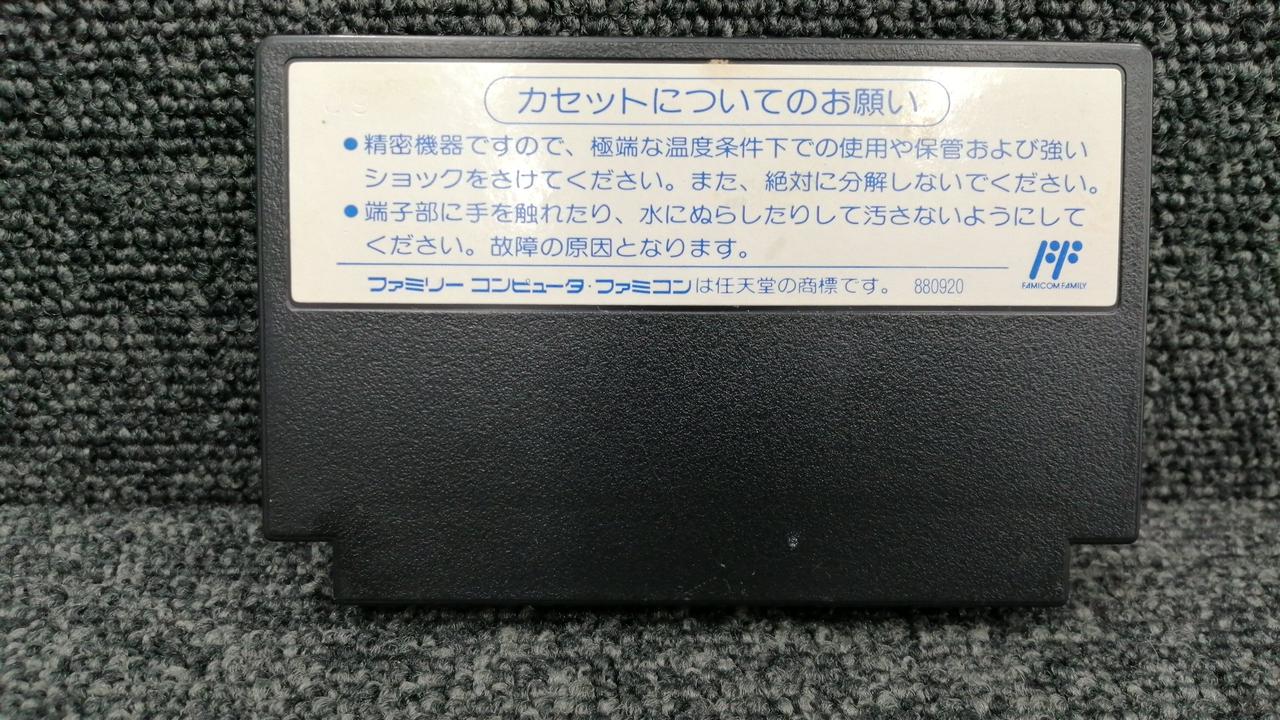 カセットについてのお願い
●精密機器ですので、極端な温度条件下での使用や保管および強い
ショックをさけてください。また、絶対に分解しないでください。
●端子部に手を触れたり、水にぬらしたりして汚さないようにして
ください。故障の原因となります。
ファミリー コンピュータ・ファミコンは任天堂の商標です。 880920
FF
FAMICOM FAMILY